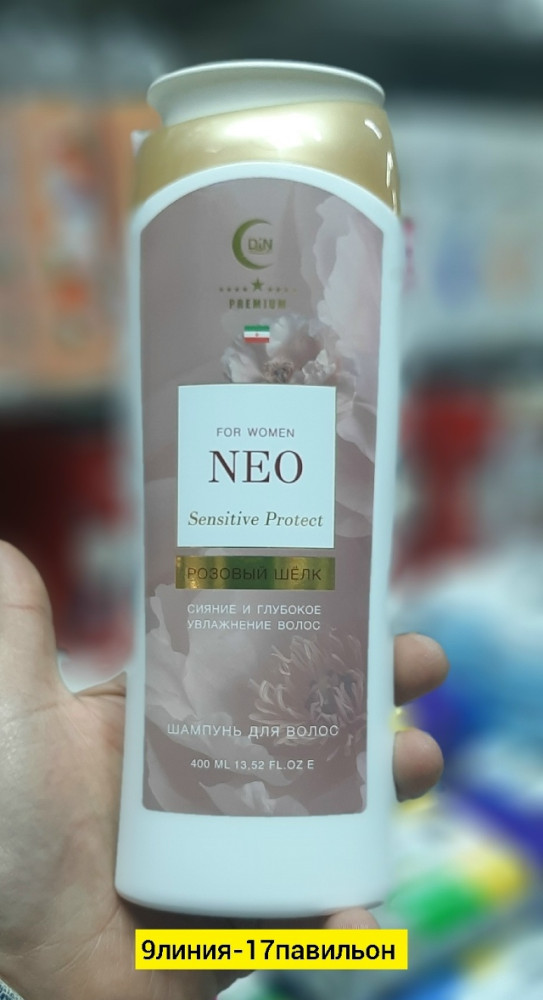 DiN
PREMIUM
FOR WOMEN
NEO
Sensitive Protect
РОЗОВЫЙ ШЁЛК
СИЯНИЕ И ГЛУБОКОЕ
УВЛАЖНЕНИЕ ВОЛОС
ШАМПУНЬ ДЛЯ ВОЛОС
400 ML 13,52 FL.OZ E
9линия-17павильон